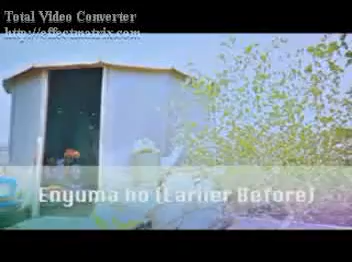 Total Video Converter
http://effectmatrix.com
Enyuma ho (Earlier Before)